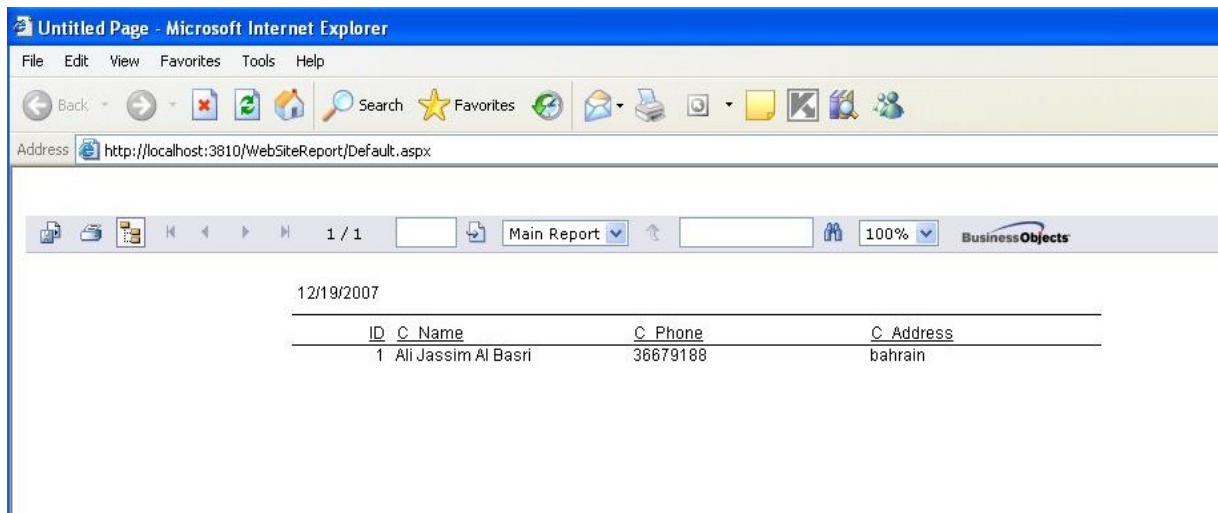 Untitled Page - Microsoft Internet Explorer
File Edit View Favorites Tools Help
Back Search Favorites
Address http://localhost:3810/WebSiteReport/Default.aspx
1 / 1 Main Report 100% BusinessObjects
12/19/2007
ID C_Name C_Phone C_Address
1 Ali Jassim Al Basri 36679188 bahrain